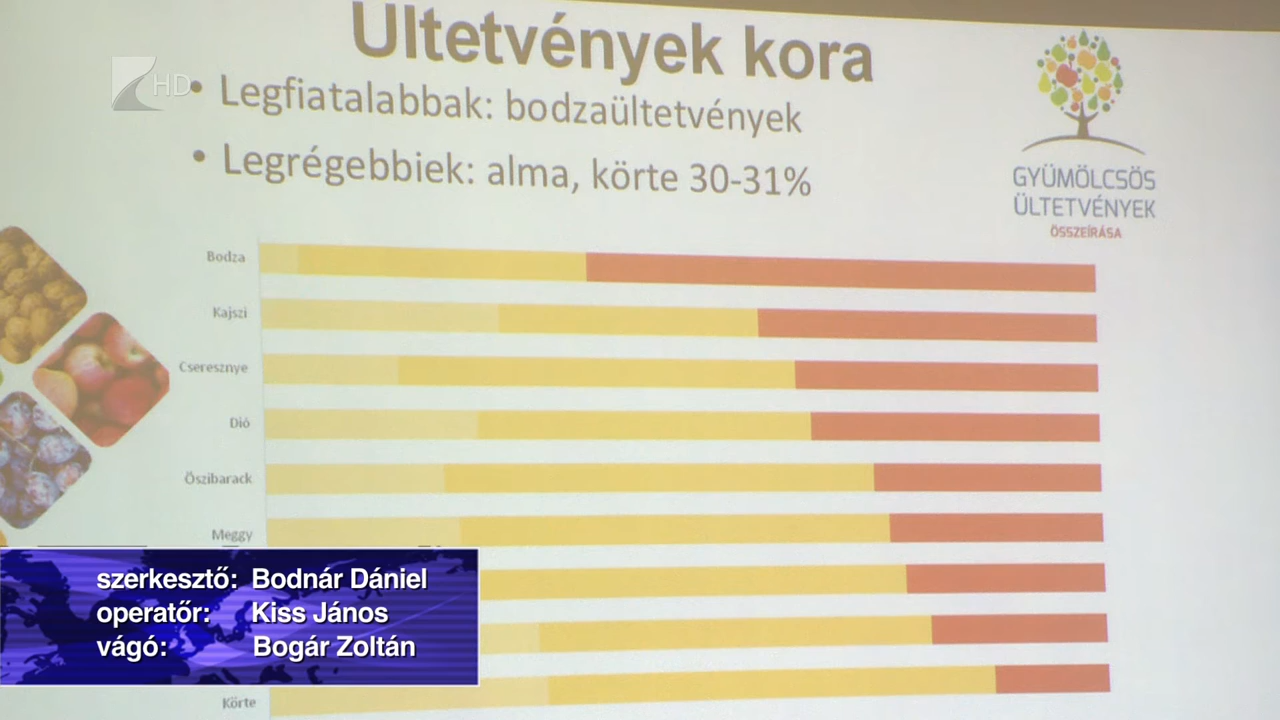 Ültetvények kora
HD
• Legfiatalabbak: bodzaültetvények
• Legrégebbiek: alma, körte 30-31%
GYÜMÖLCSÖS
ÜLTETVÉNYEK
ÖSSZEÍRÁSA
Bodza
Kajszi
Cseresznye
Dió
Őszibarack
Meggy
szerkesztő: Bodnár Dániel
operatőr: Kiss János
vágó: Bogár Zoltán
Körte